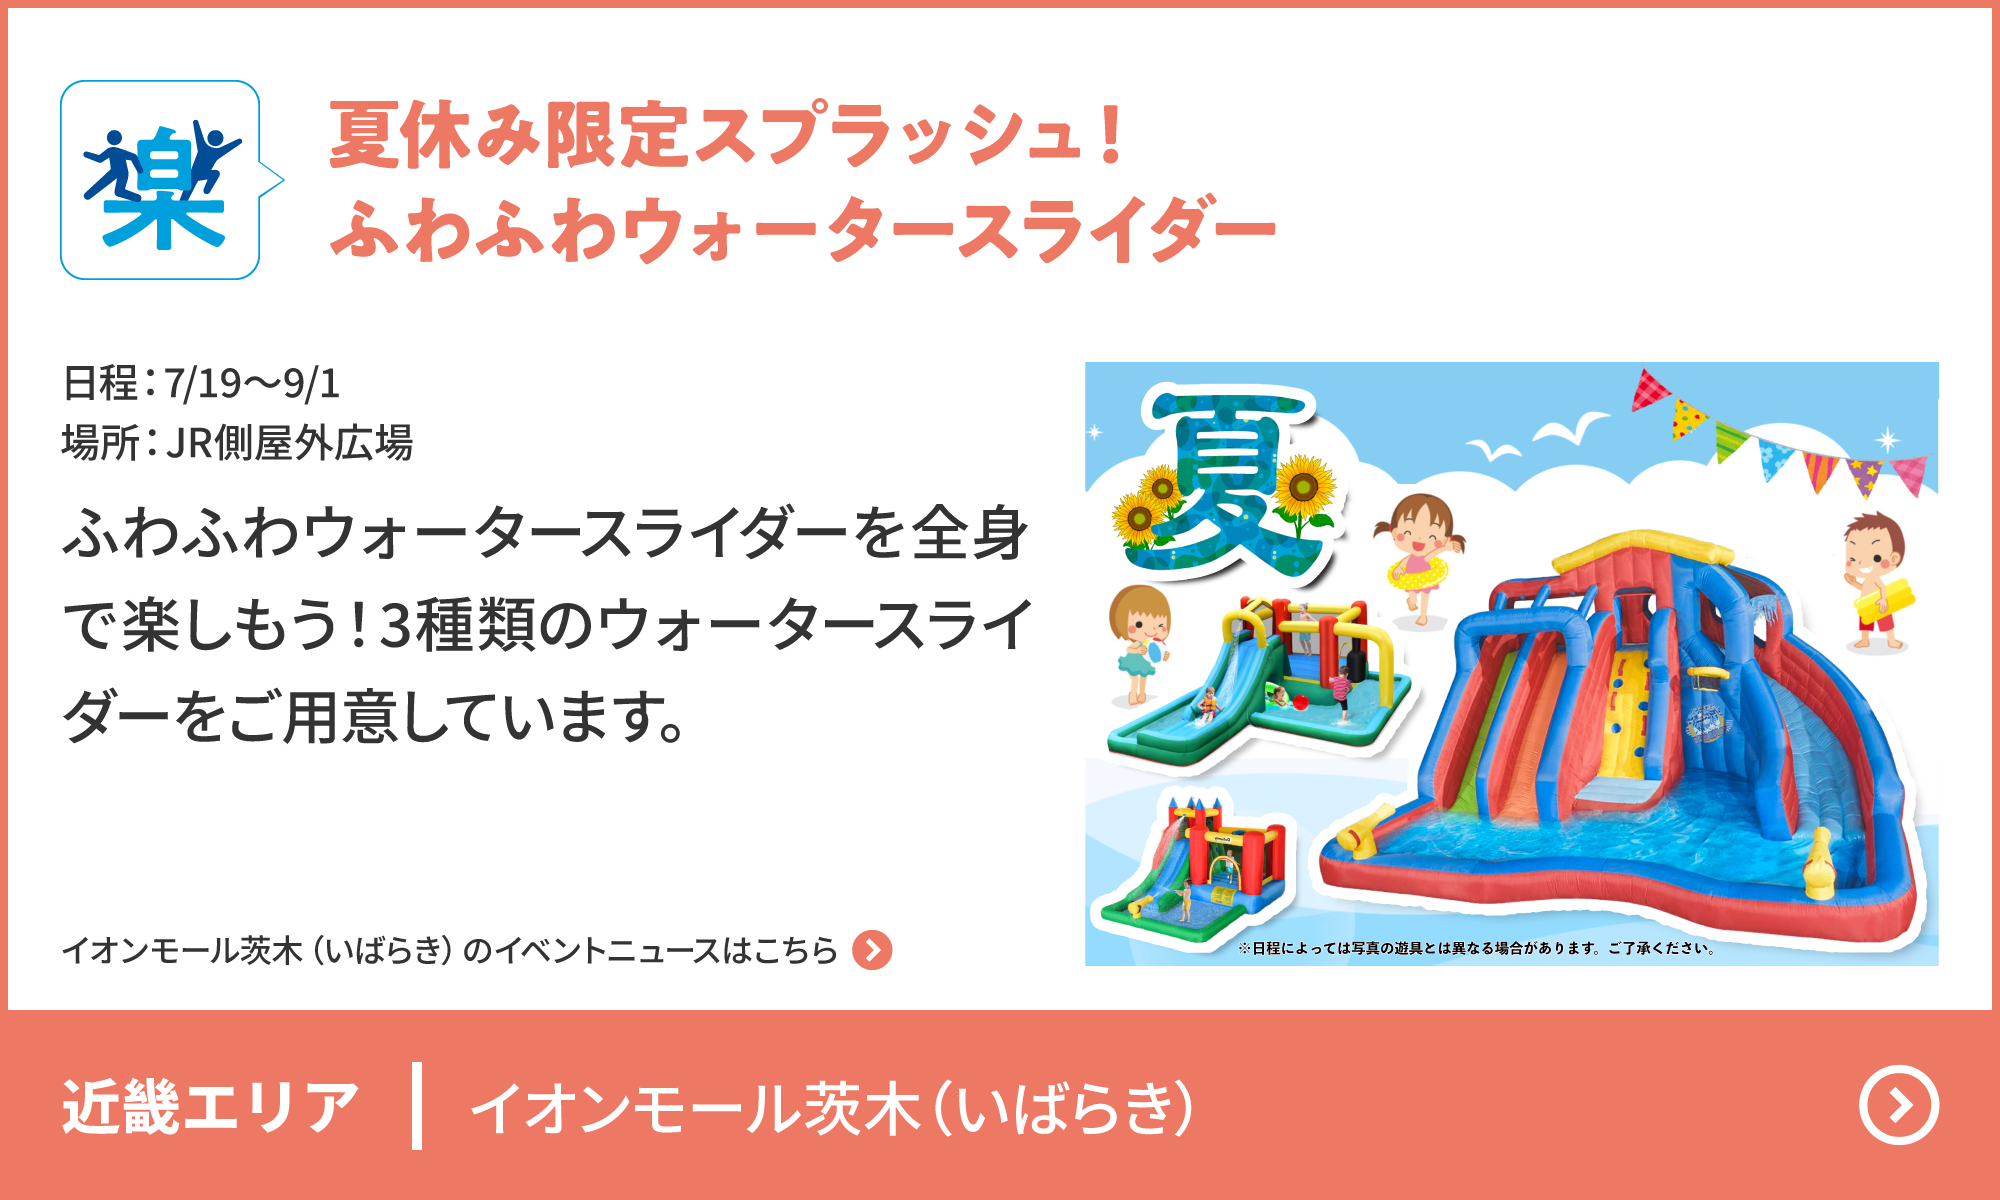 楽
夏休み限定スプラッシュ！
ふわふわウォータースライダー
日程：7/19～9/1
場所：JR側屋外広場
ふわふわウォータースライダーを全身
で楽しもう！3種類のウォータースライ
ダーをご用意しています。
イオンモール茨木（いばらき）のイベントニュースはこちら
夏
※日程によっては写真の遊具とは異なる場合があります。ご了承ください。
近畿エリア
イオンモール茨木（いばらき）